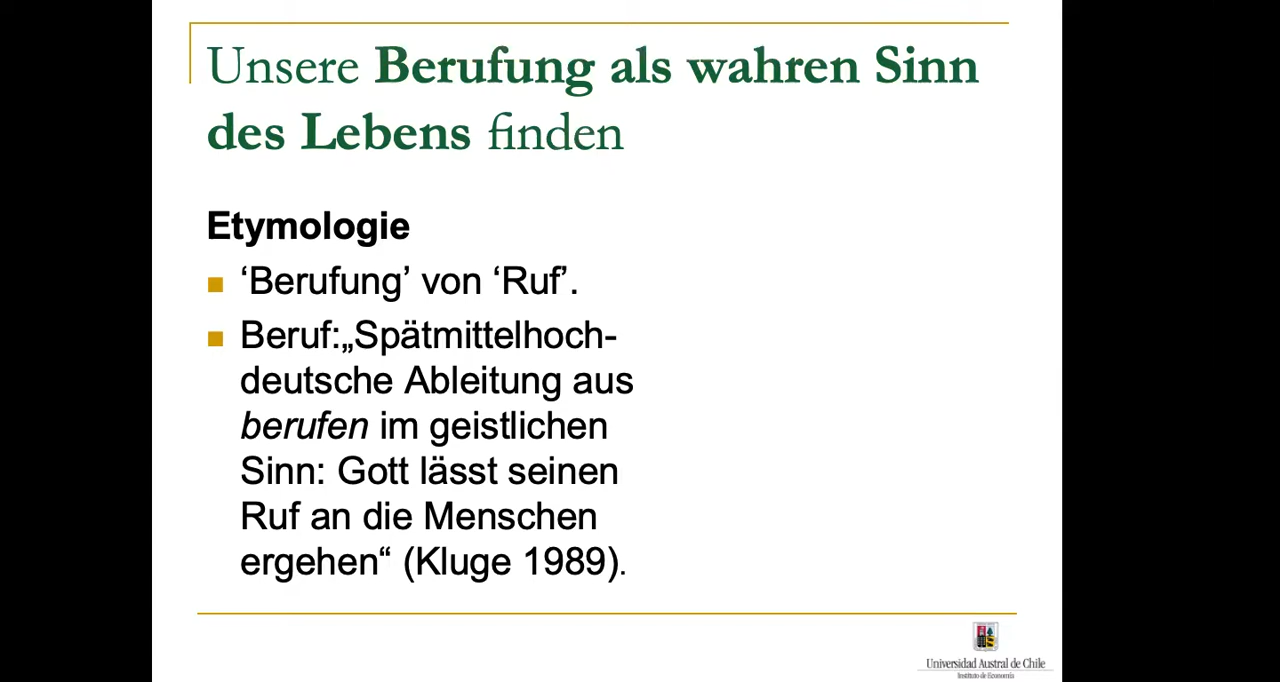 Unsere Berufung als wahren Sinn
des Lebens finden
Etymologie
‘Berufung’ von ‘Ruf’.
Beruf:„Spätmittelhoch-
deutsche Ableitung aus
berufen im geistlichen
Sinn: Gott lässt seinen
Ruf an die Menschen
ergehen“ (Kluge 1989).
Universidad Austral de Chile
Instituto de Economía